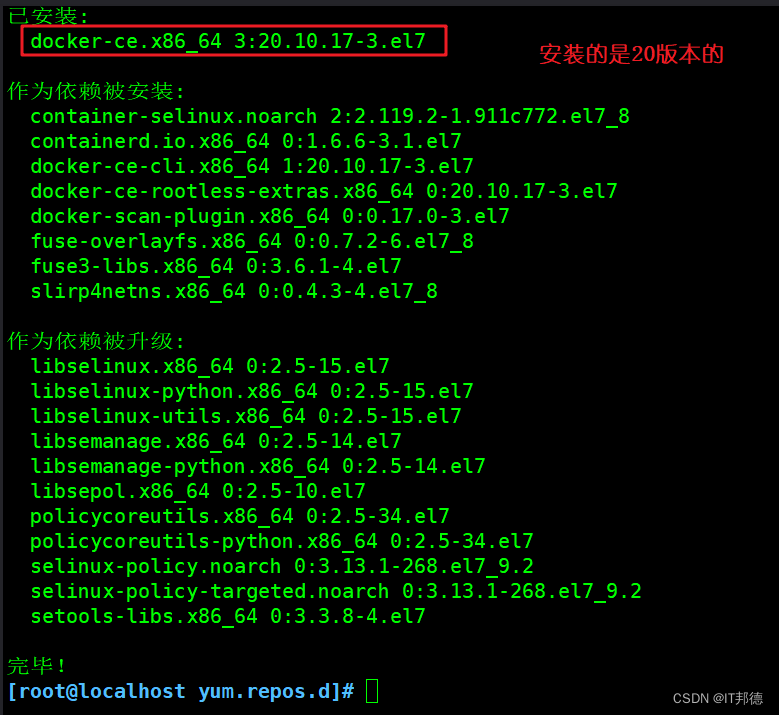 已安装:
docker-ce.x86_64 3:20.10.17-3.el7
安装的是20版本的
作为依赖被安装:
container-selinux.noarch 2:2.119.2-1.911c772.el7_8
containerd.io.x86_64 0:1.6.6-3.1.el7
docker-ce-cli.x86_64 1:20.10.17-3.el7
docker-ce-rootless-extras.x86_64 0:20.10.17-3.el7
docker-scan-plugin.x86_64 0:0.17.0-3.el7
fuse-overlayfs.x86_64 0:0.7.2-6.el7_8
fuse3-libs.x86_64 0:3.6.1-4.el7
slirp4netns.x86_64 0:0.4.3-4.el7_8
作为依赖被升级:
libselinux.x86_64 0:2.5-15.el7
libselinux-python.x86_64 0:2.5-15.el7
libselinux-utils.x86_64 0:2.5-15.el7
libsemanage.x86_64 0:2.5-14.el7
libsemanage-python.x86_64 0:2.5-14.el7
libsepol.x86_64 0:2.5-10.el7
policycoreutils.x86_64 0:2.5-34.el7
policycoreutils-python.x86_64 0:2.5-34.el7
selinux-policy.noarch 0:3.13.1-268.el7_9.2
selinux-policy-targeted.noarch 0:3.13.1-268.el7_9.2
setools-libs.x86_64 0:3.3.8-4.el7
完毕！
[root@localhost yum.repos.d]#
CSDN @IT邦德